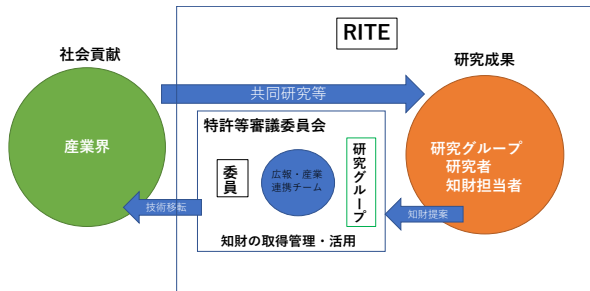 RITE
社会貢献
研究成果
共同研究等
特許等審議委員会
産業界
委員
広報・産業
連携チーム
研究グループ
研究グループ
研究者
知財担当者
技術移転
知財提案
知財の取得管理・活用